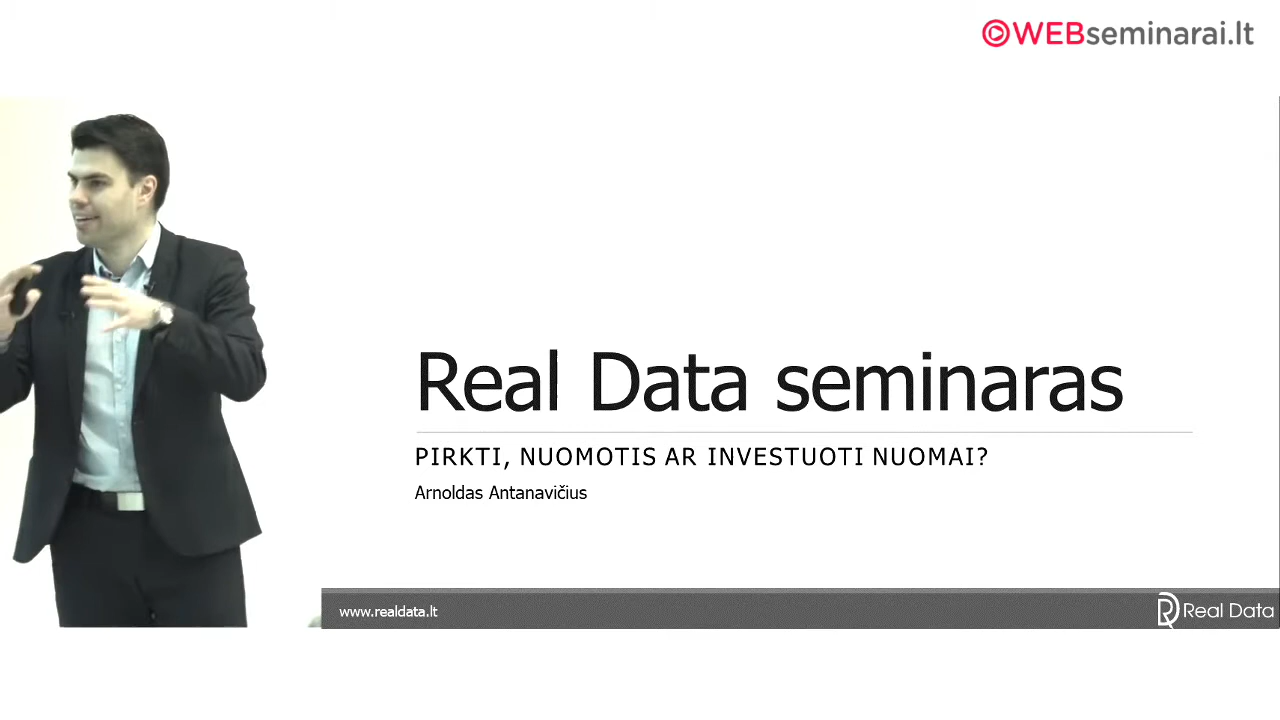 WEBseminarai.lt
Real Data seminaras
PIRKTI, NUOMOTIS AR INVESTUOTI NUOMAI?
Arnoldas Antanavičius
www.realdata.lt
Real Data